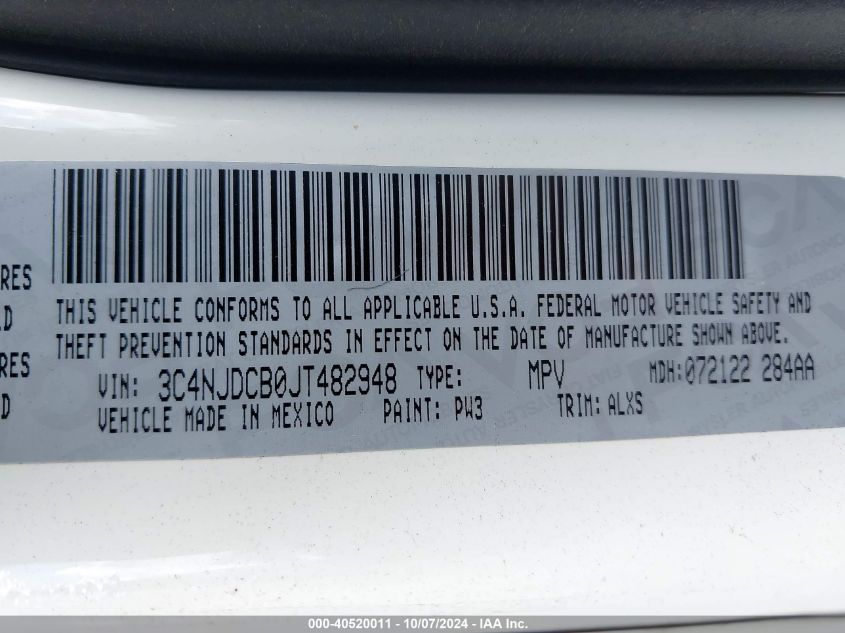 RES
THIS VEHICLE CONFORMS TO ALL APPLICABLE U.S.A. FEDERAL MOTOR VEHICLE SAFETY AND
D
THEFT PREVENTION STANDARDS IN EFFECT ON THE DATE OF MANUFACTURE SHOWN ABOVE.
RES
VIN: 3C4NJDCB0JT482948 TYPE: MPV MDH:072122 284AA
D
VEHICLE MADE IN MEXICO PAINT: PW3 TRIM: ALXS
000-40520011 - 10/07/2024 - IAA Inc.